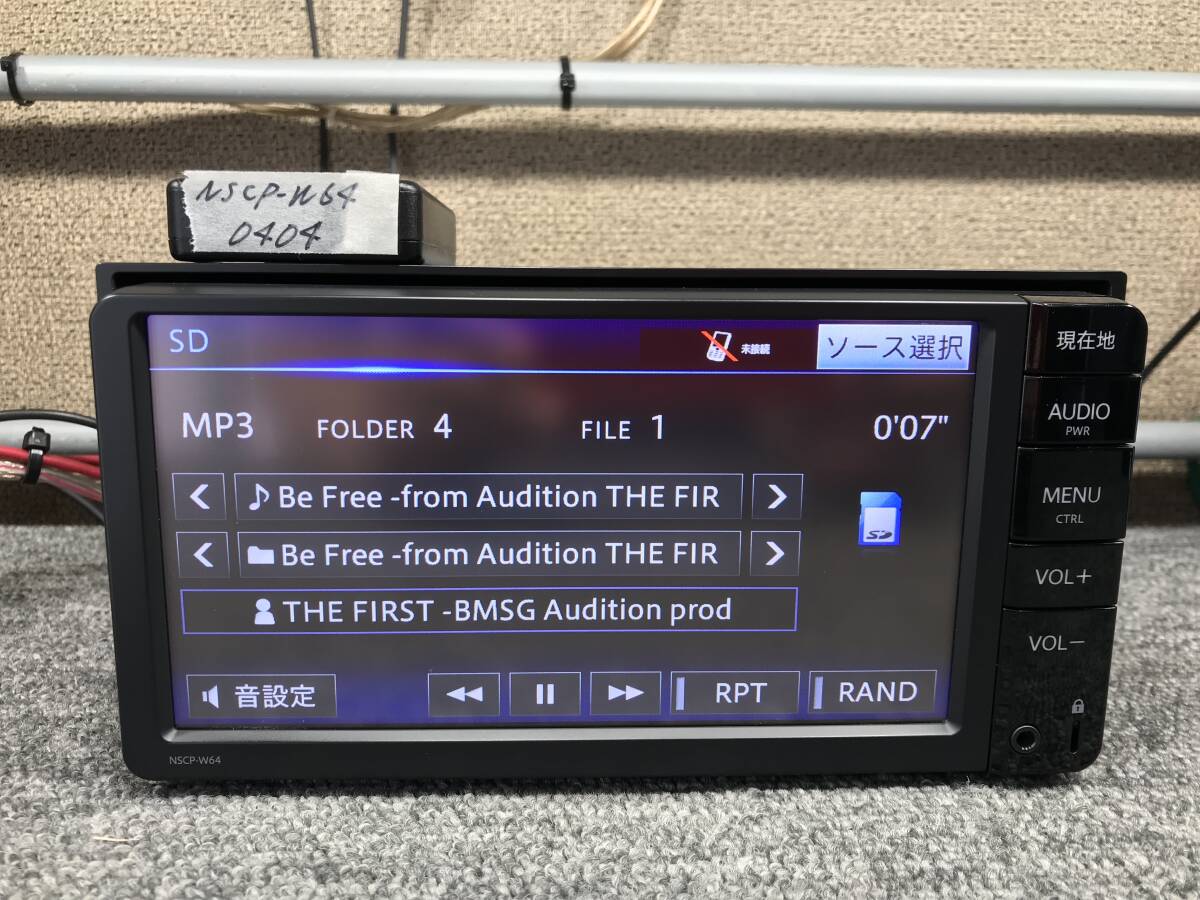 NSCP-W64
0404
SD
未接続
ソース選択
現在地
MP3 FOLDER 4 FILE 1 0'07"
AUDIO
PWR
Be Free -from Audition THE FIR
MENU
CTRL
Be Free -from Audition THE FIR
VOL+
THE FIRST -BMSG Audition prod
VOL−
音設定
RPT
RAND
SD
NSCP-W64